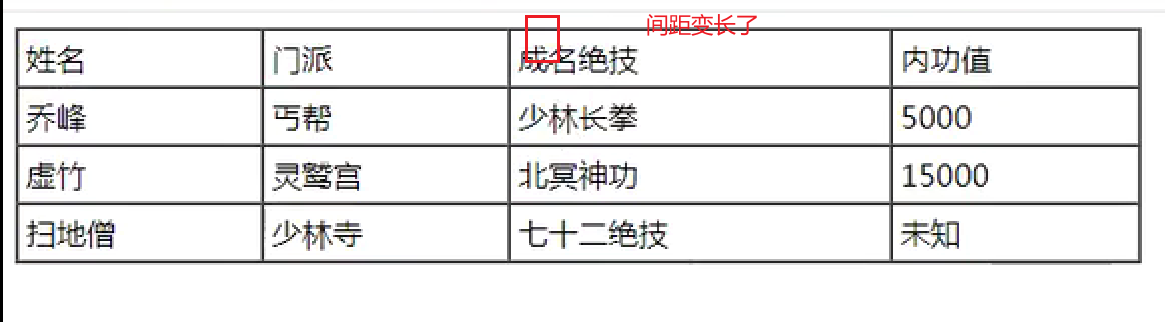 间距变长了
姓名 门派 成名绝技 内功值
乔峰 丐帮 少林长拳 5000
虚竹 灵鹫宫 北冥神功 15000
扫地僧 少林寺 七十二绝技 未知